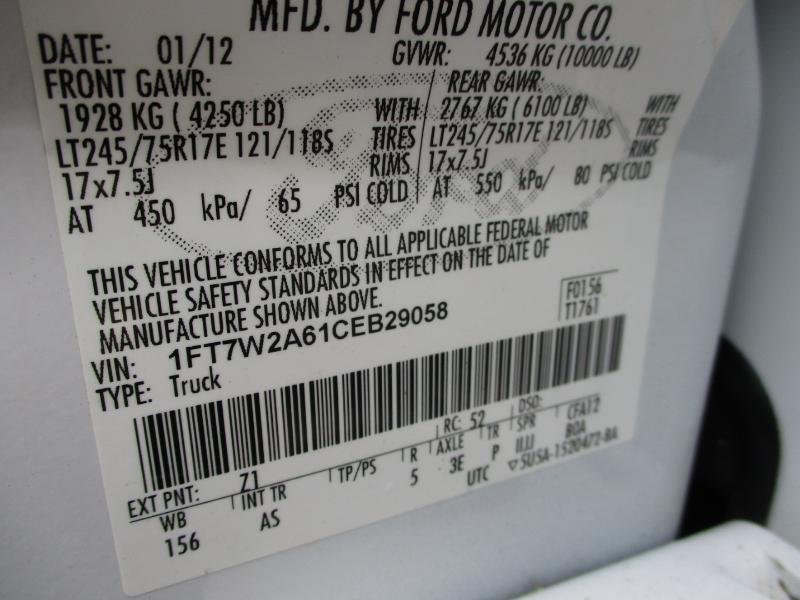 MFD. BY FORD MOTOR CO.
DATE: 01/12 GVWR: 4536 KG (10000 LB)
FRONT GAWR: REAR GAWR:
1928 KG ( 4250 LB) WITH 2767 KG ( 6100 LB) WITH
LT245/75R17E 121/118S TIRES LT245/75R17E 121/118S TIRES
17x7.5J RIMS 17x7.5J RIMS
AT 450 kPa/ 65 PSI COLD AT 550 kPa/ 80 PSI COLD
THIS VEHICLE CONFORMS TO ALL APPLICABLE FEDERAL MOTOR
VEHICLE SAFETY STANDARDS IN EFFECT ON THE DATE OF
MANUFACTURE SHOWN ABOVE.
VIN: 1FT7W2A61CEB29058 F0156
TYPE: Truck T1761
EXT PNT: Z1 RC: 52 DSO:
WB INT TR TP/PS R AXLE TR SPR CFA12
156 AS 5 3E P IIJJ BOA
UTC ▽5U5A-1520472-BA